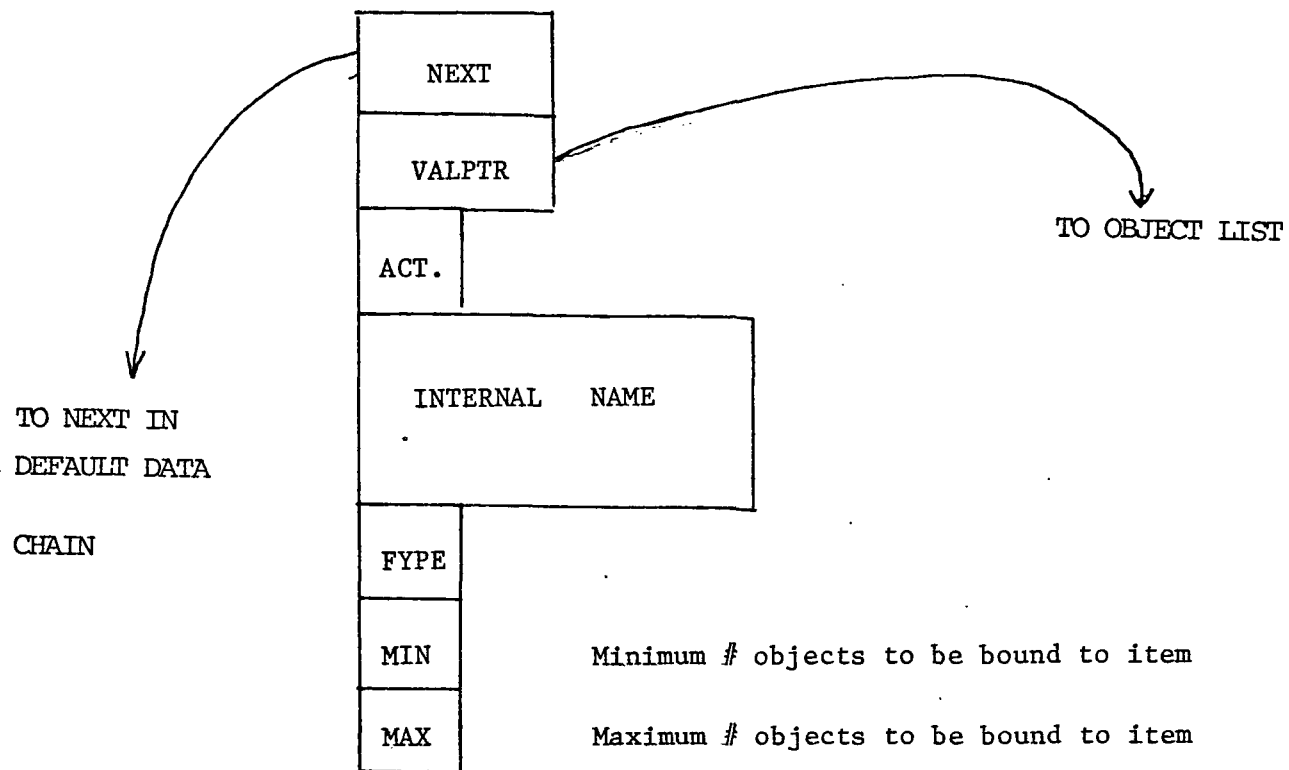 NEXT
VALPTR
TO OBJECT LIST
ACT.
INTERNAL NAME
TO NEXT IN
DEFAULT DATA
CHAIN
FYPE
MIN
Minimum # objects to be bound to item
MAX
Maximum # objects to be bound to item